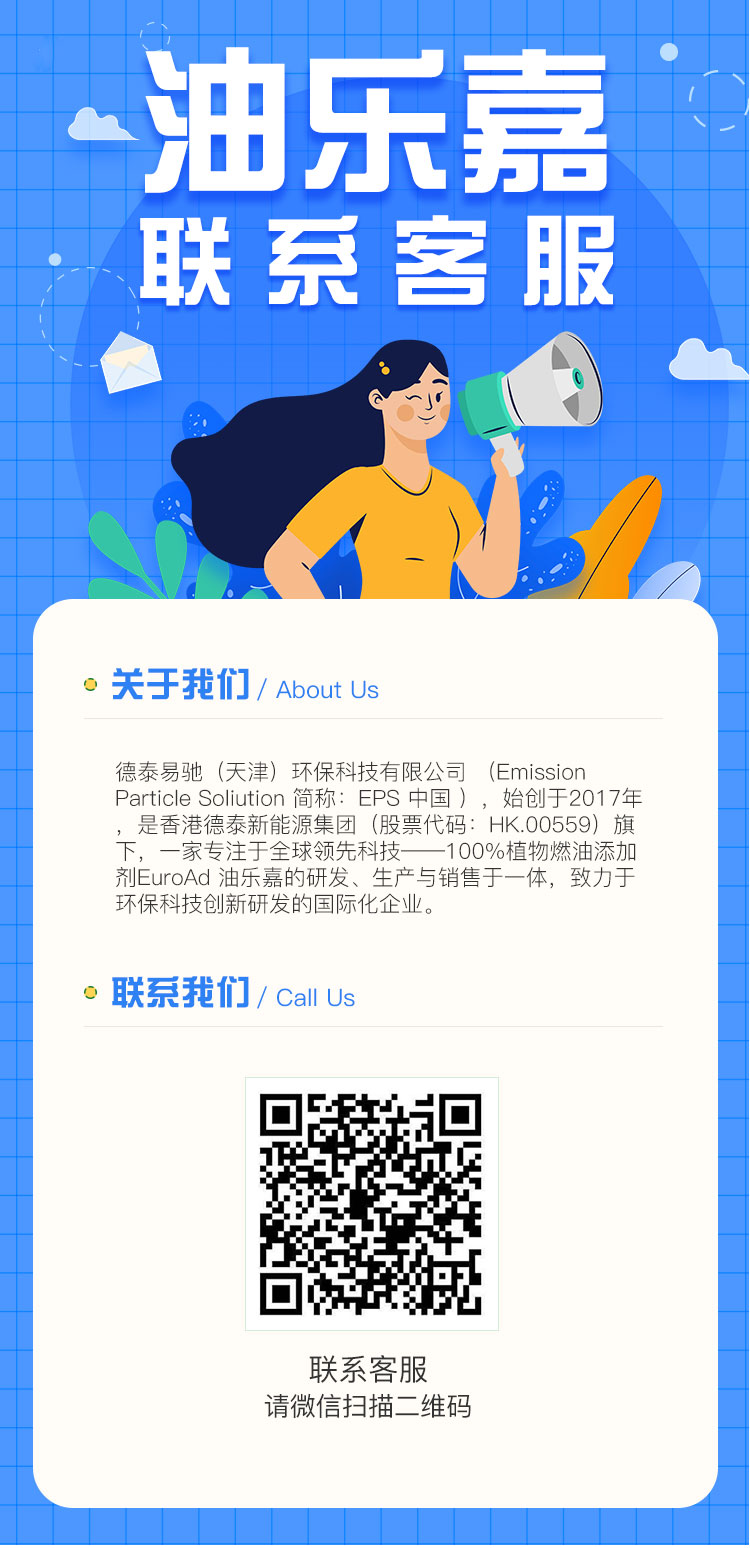 油乐嘉
联系客服
关于我们 / About Us
德泰易驰（天津）环保科技有限公司 （Emission
Particle Soliution 简称：EPS 中国 ），始创于2017年
，是香港德泰新能源集团（股票代码：HK.00559）旗
下，一家专注于全球领先科技——100%植物燃油添加
剂EuroAd 油乐嘉的研发、生产与销售于一体，致力于
环保科技创新研发的国际化企业。
联系我们 / Call Us
联系客服
请微信扫描二维码